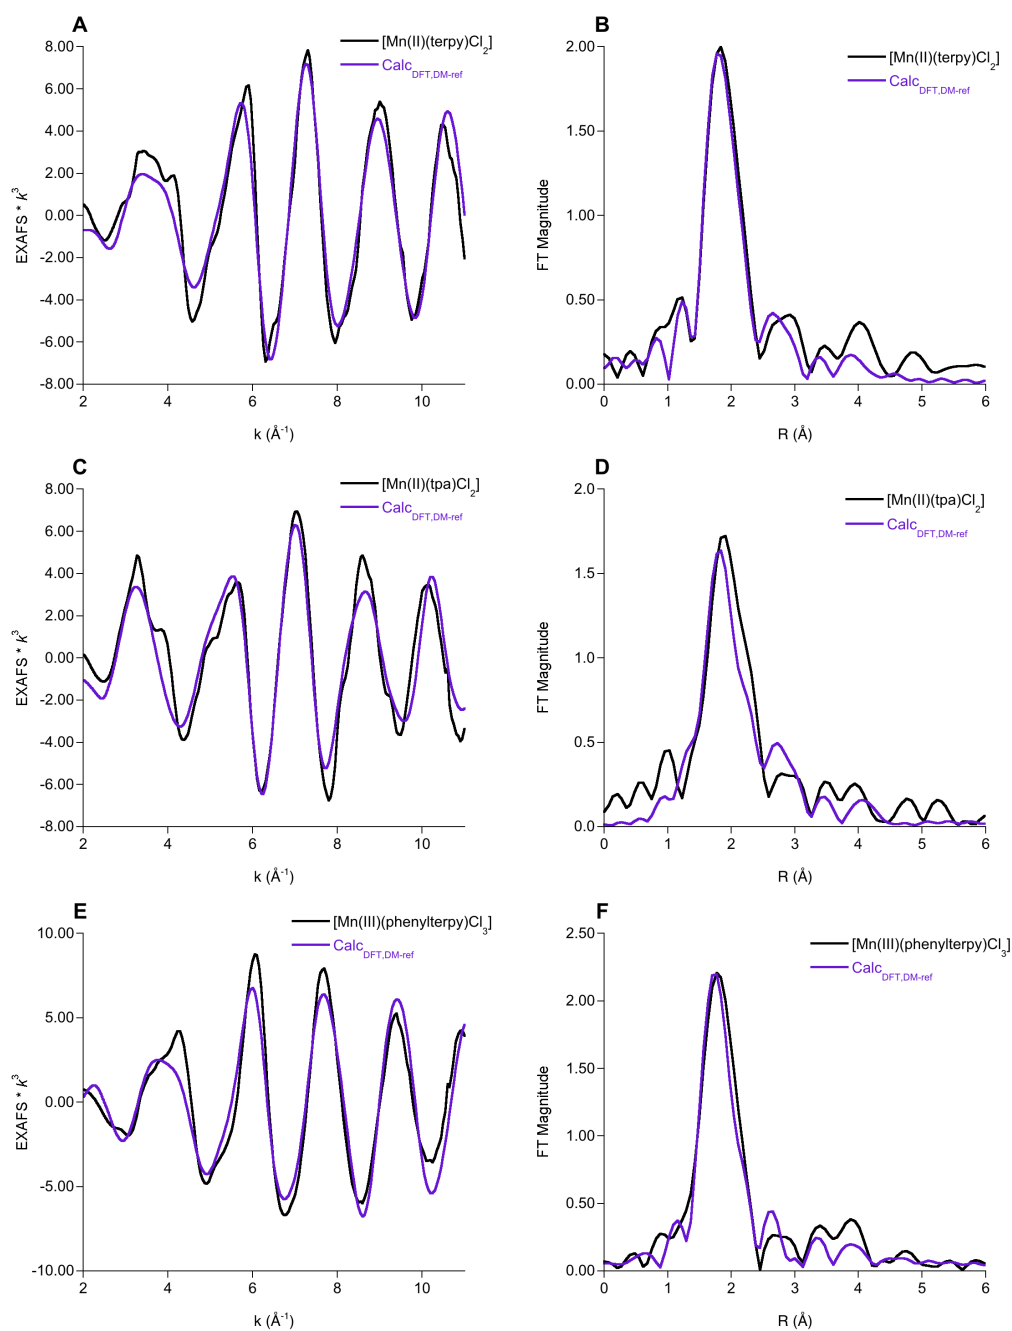 A
[Mn(II)(terpy)Cl2]
CalcDFT,DM-ref
8.00
6.00
4.00
2.00
0.00
-2.00
-4.00
-6.00
-8.00
EXAFS * k3
2
4
6
8
10
k (Å-1)
B
[Mn(II)(terpy)Cl2]
CalcDFT,DM-ref
2.00
1.50
1.00
0.50
0.00
FT Magnitude
0
1
2
3
4
5
6
R (Å)
C
[Mn(II)(tpa)Cl2]
CalcDFT,DM-ref
8.00
6.00
4.00
2.00
0.00
-2.00
-4.00
-6.00
-8.00
EXAFS * k3
2
4
6
8
10
k (Å-1)
D
[Mn(II)(tpa)Cl2]
CalcDFT,DM-ref
2.0
1.5
1.0
0.5
0.0
FT Magnitude
0
1
2
3
4
5
6
R (Å)
E
[Mn(III)(phenylterpy)Cl3]
CalcDFT,DM-ref
10.00
5.00
0.00
-5.00
-10.00
EXAFS * k3
2
4
6
8
10
k (Å-1)
F
[Mn(III)(phenylterpy)Cl3]
CalcDFT,DM-ref
2.50
2.00
1.50
1.00
0.50
0.00
FT Magnitude
0
1
2
3
4
5
6
R (Å)